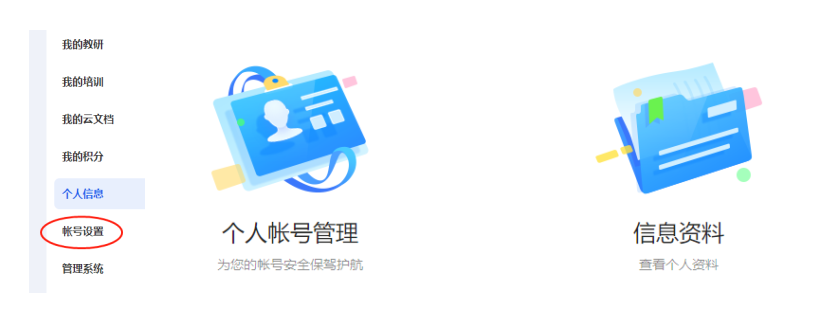 我的教研
我的培训
我的云文档
我的积分
个人信息
帐号设置
管理系统
个人帐号管理
为您的帐号安全保驾护航
信息资料
查看个人资料